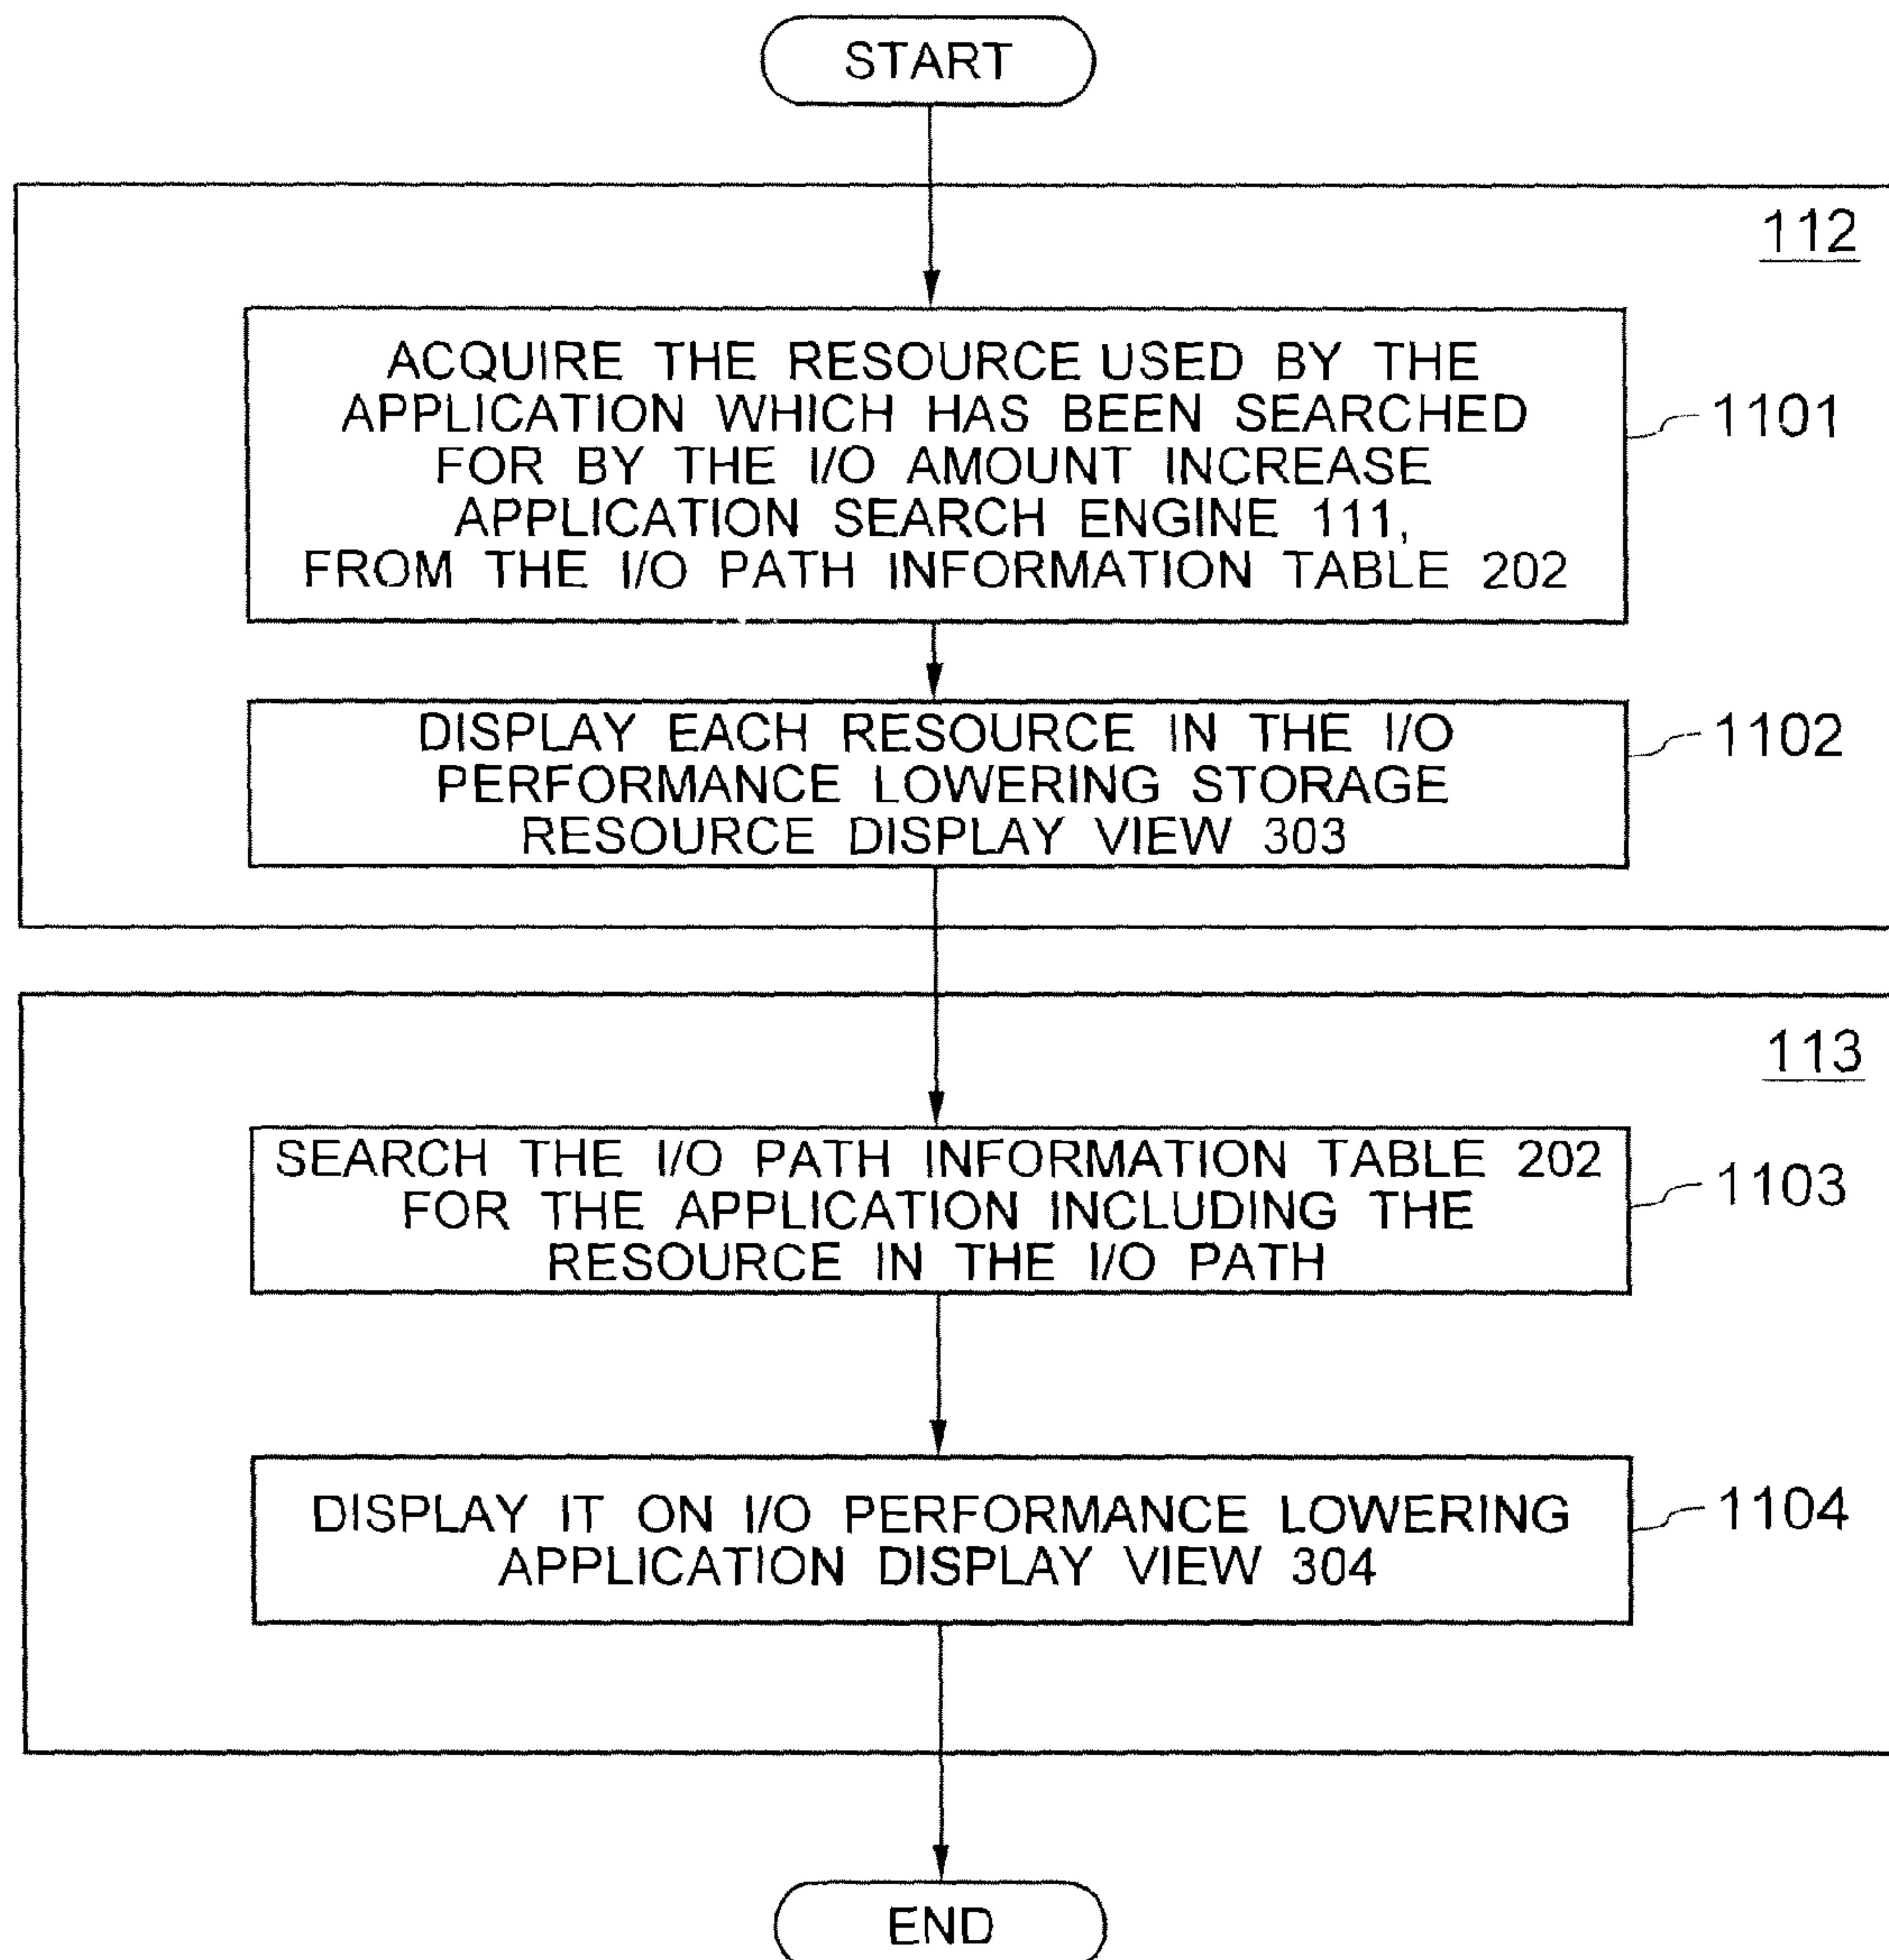 START
112
ACQUIRE THE RESOURCE USED BY THE
APPLICATION WHICH HAS BEEN SEARCHED
FOR BY THE I/O AMOUNT INCREASE
APPLICATION SEARCH ENGINE 111,
FROM THE I/O PATH INFORMATION TABLE 202
1101
DISPLAY EACH RESOURCE IN THE I/O
PERFORMANCE LOWERING STORAGE
RESOURCE DISPLAY VIEW 303
1102
113
SEARCH THE I/O PATH INFORMATION TABLE 202
FOR THE APPLICATION INCLUDING THE
RESOURCE IN THE I/O PATH
1103
DISPLAY IT ON I/O PERFORMANCE LOWERING
APPLICATION DISPLAY VIEW 304
1104
END